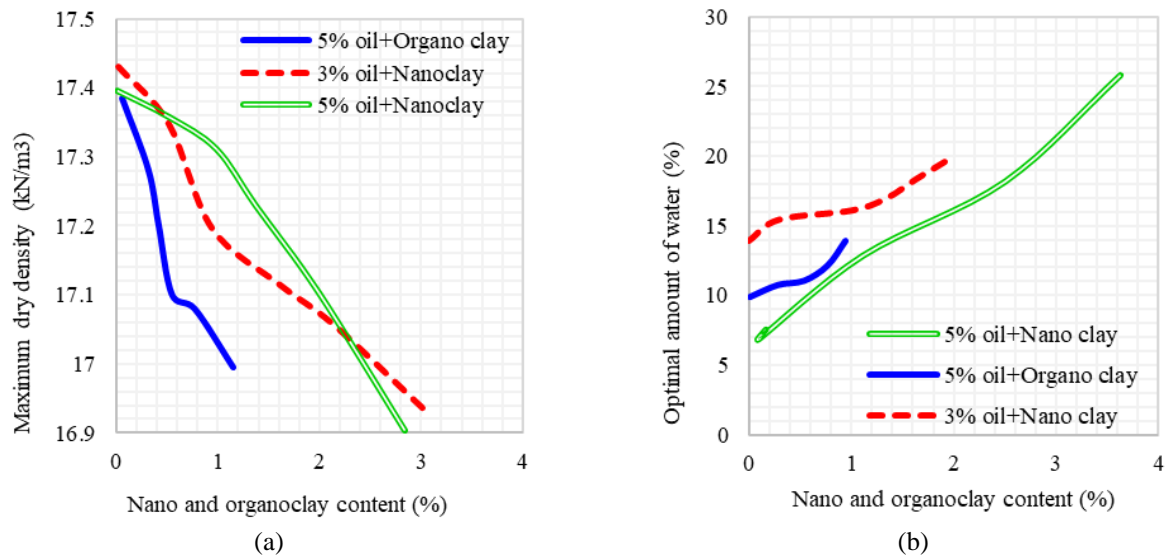 17.5
17.4
17.3
17.2
17.1
17
16.9
Maximum dry density (kN/m3)
5% oil+Organo clay
3% oil+Nanoclay
5% oil+Nanoclay
0 1 2 3 4
Nano and organoclay content (%)
(a)
30
25
20
15
10
5
0
Optimal amount of water (%)
5% oil+Nano clay
5% oil+Organo clay
3% oil+Nano clay
0 1 2 3 4
Nano and organoclay content (%)
(b)